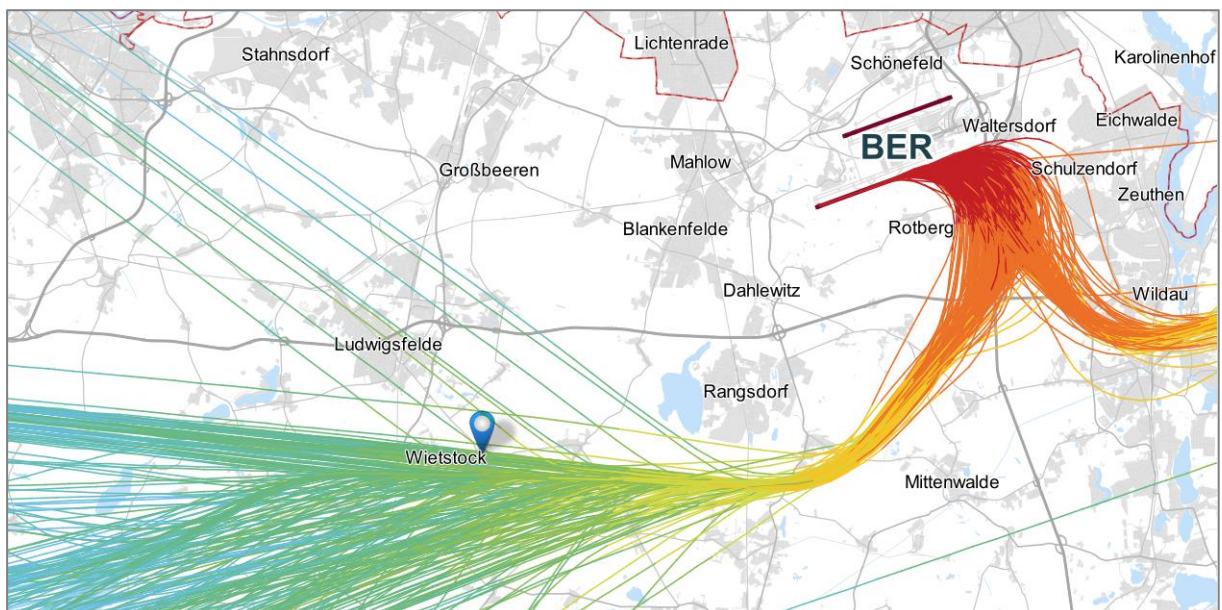 Stahnsdorf
Lichtenrade
Schönefeld
Karolinenhof
Waltersdorf
Eichwalde
BER
Großbeeren
Mahlow
Schulzendorf
Zeuthen
Blankenfelde
Rotberg
Dahlewitz
Wildau
Ludwigsfelde
Rangsdorf
Wietstock
Mittenwalde